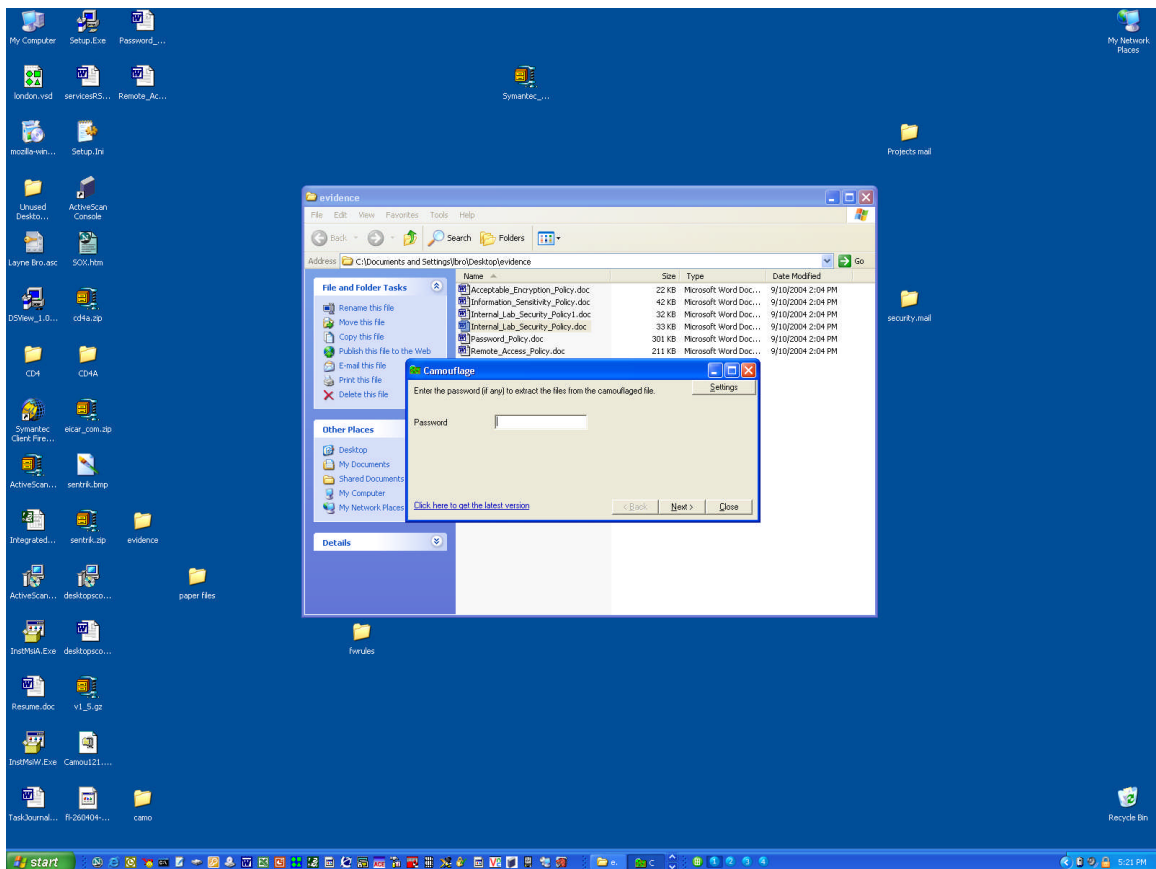 My Computer Setup.Exe Password_...
My Network Places
london.vsd servicesRS... Remote_Ac...
Symantec_...
mozilla-win... Setup.Ini
Projects mail
Unused Deskto... ActiveScan Console
Layne Bro.asc SOX.htm
DSView_1.0... cd4a.zip
security.mail
CD4 CD4A
Symantec Client Fire... eicar_com.zip
ActiveScan... sentrik.bmp
Integrated... sentrik.zip evidence
ActiveScan... desktopsco... paper files
InstMsiA.Exe desktopsco...
fwrules
Resume.doc v1_5.gz
InstMsiW.Exe Camou121....
TaskJournal... fl-260404-... camo
Recycle Bin
evidence
File Edit View Favorites Tools Help
Back Search Folders
Address C:\Documents and Settings\lbro\Desktop\evidence Go
File and Folder Tasks
Rename this file
Move this file
Copy this file
Publish this file to the Web
E-mail this file
Print this file
Delete this file
Other Places
Desktop
My Documents
Shared Documents
My Computer
My Network Places
Details
Name Size Type Date Modified
Acceptable_Encryption_Policy.doc 22 KB Microsoft Word Doc... 9/10/2004 2:04 PM
Information_Sensitivity_Policy.doc 42 KB Microsoft Word Doc... 9/10/2004 2:04 PM
Internal_Lab_Security_Policy1.doc 32 KB Microsoft Word Doc... 9/10/2004 2:04 PM
Internal_Lab_Security_Policy.doc 33 KB Microsoft Word Doc... 9/10/2004 2:04 PM
Password_Policy.doc 301 KB Microsoft Word Doc... 9/10/2004 2:04 PM
Remote_Access_Policy.doc 211 KB Microsoft Word Doc... 9/10/2004 2:04 PM
Camouflage
Enter the password (if any) to extract the files from the camouflaged file.
Settings
Password
Click here to get the latest version
< Back Next > Close
start
e.
C
5:21 PM